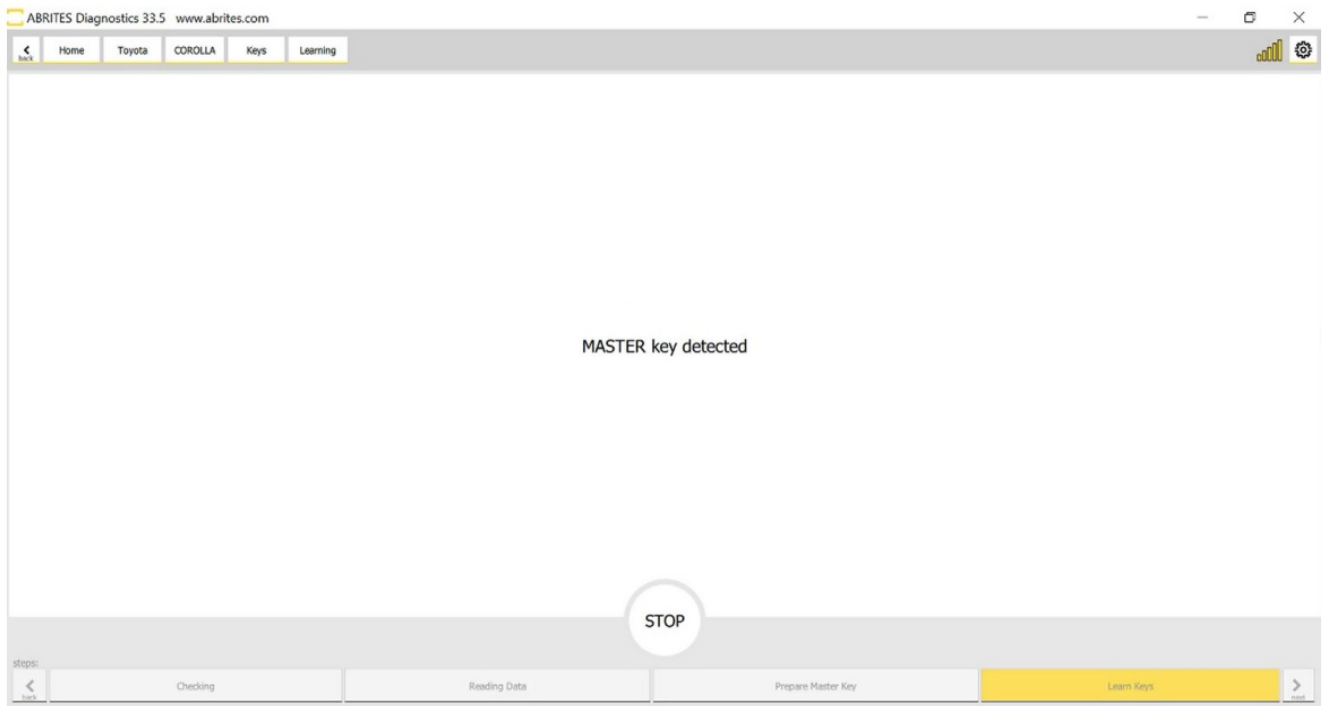 ABRITES Diagnostics 33.5 www.abrites.com
back Home Toyota COROLLA Keys Learning
MASTER key detected
STOP
steps:
back Checking Reading Data Prepare Master Key Learn Keys next